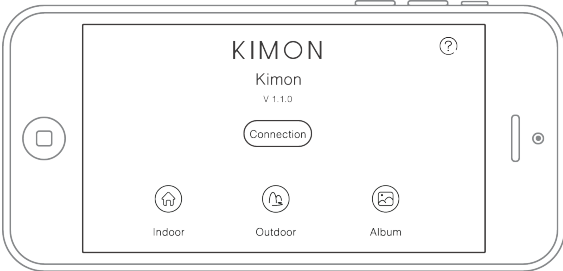 KIMON
Kimon
V 1.1.0
Connection
Indoor Outdoor Album